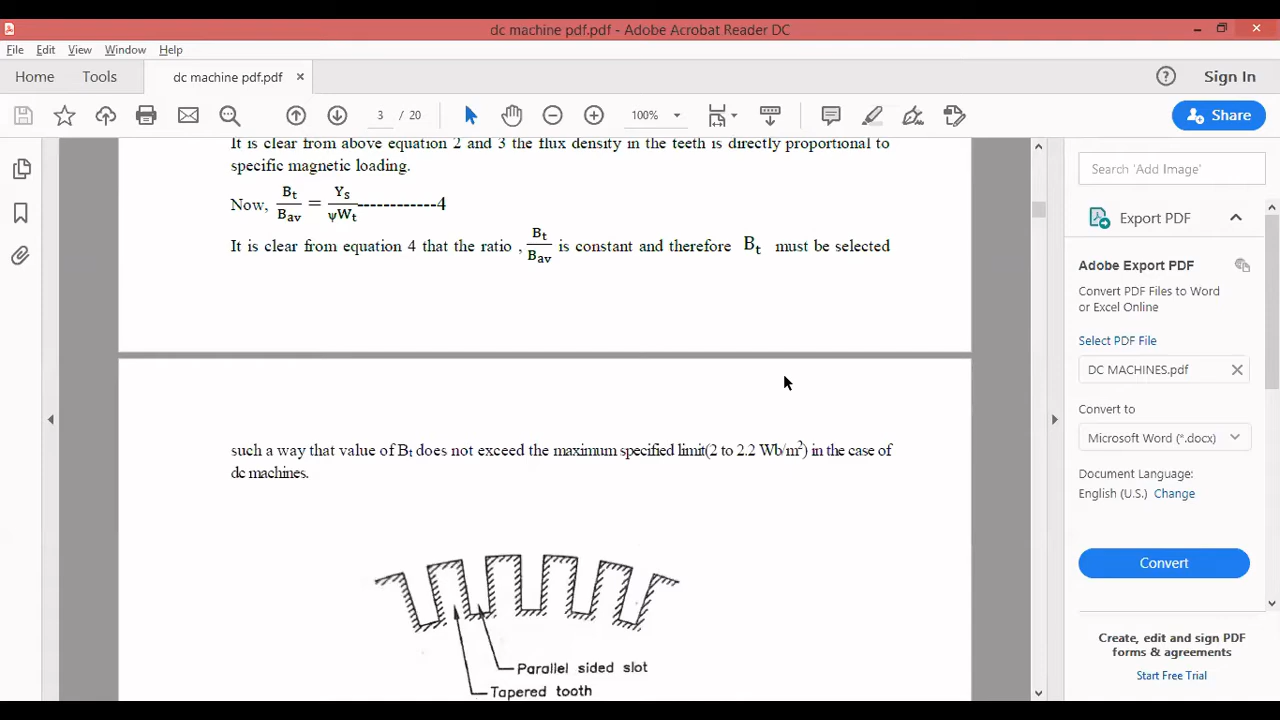 dc machine pdf.pdf - Adobe Acrobat Reader DC
File Edit View Window Help
Home Tools dc machine pdf.pdf × Sign In
3 / 20 100% Share
It is clear from above equation 2 and 3 the flux density in the teeth is directly proportional to
specific magnetic loading.
Now, Bt/Bav = Ys/ψWt ------------4
It is clear from equation 4 that the ratio , Bt/Bav is constant and therefore Bt must be selected
such a way that value of Bt does not exceed the maximum specified limit(2 to 2.2 Wb/m²) in the case of
dc machines.
Parallel sided slot
Tapered tooth
Search 'Add Image'
Export PDF
Adobe Export PDF
Convert PDF Files to Word
or Excel Online
Select PDF File
DC MACHINES.pdf
Convert to
Microsoft Word (*.docx)
Document Language:
English (U.S.) Change
Convert
Create, edit and sign PDF
forms & agreements
Start Free Trial